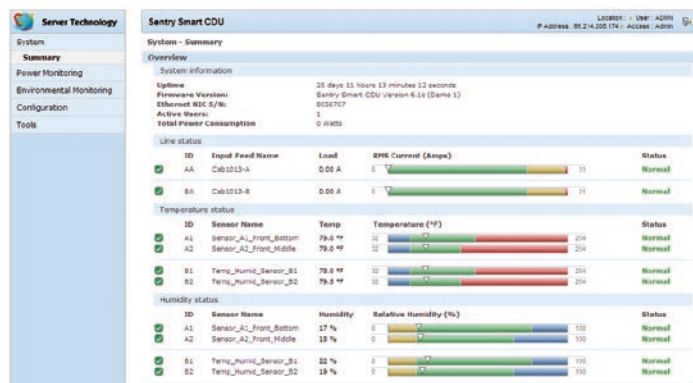 Server Technology
Sentry Smart CDU
Location: User: ADMN
IP Address: 66.214.208.174 Access: Admin
System
Summary
Power Monitoring
Environmental Monitoring
Configuration
Tools
System - Summary
Overview
System information
Uptime 25 days 11 hours 13 minutes 12 seconds
Firmware Version: Sentry Smart CDU Version 6.1c (Demo 1)
Ethernet NIC S/N:
Active Users: 1
Total Power Consumption 0 Watts
Line status
ID Input Feed Name Load RMS Current (Amps) Status
AA Cab1013-A 0.00 A 0 31 Normal
BA Cab1013-B 0.00 A 0 31 Normal
Temperature status
ID Sensor Name Temp Temperature (°F) Status
A1 Sensor_A1_Front_Bottom 79.0 °F 32 254 Normal
A2 Sensor_A2_Front_Middle 79.0 °F 32 254 Normal
B1 Temp_Humid_Sensor_B1 78.0 °F 32 254 Normal
B2 Temp_Humid_Sensor_B2 79.5 °F 32 254 Normal
Humidity status
ID Sensor Name Humidity Relative Humidity (%) Status
A1 Sensor_A1_Front_Bottom 17 % 0 100 Normal
A2 Sensor_A2_Front_Middle 18 % 0 100 Normal
B1 Temp_Humid_Sensor_B1 22 % 0 100 Normal
B2 Temp_Humid_Sensor_B2 19 % 0 100 Normal